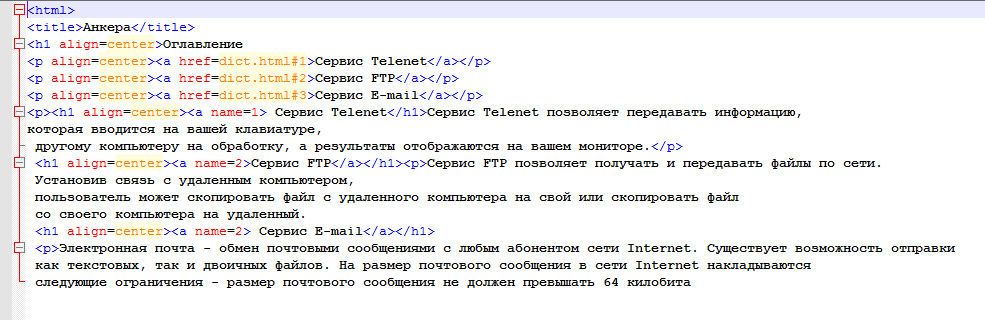 <html>
<title>Анкера</title>
<h1 align=center>Оглавление
<p align=center><a href=dict.html#1>Сервис Telenet</a></p>
<p align=center><a href=dict.html#2>Сервис FTP</a></p>
<p align=center><a href=dict.html#3>Сервис E-mail</a></p>
<p><h1 align=center><a name=1> Сервис Telenet</h1>Сервис Telenet позволяет передавать информацию,
которая вводится на вашей клавиатуре,
другому компьютеру на обработку, а результаты отображаются на вашем мониторе.</p>
<h1 align=center><a name=2>Сервис FTP</a></h1><p>Сервис FTP позволяет получать и передавать файлы по сети.
Установив связь с удаленным компьютером,
пользователь может скопировать файл с удаленного компьютера на свой или скопировать файл
со своего компьютера на удаленный.
<h1 align=center><a name=2> Сервис E-mail</a></h1>
<p>Электронная почта - обмен почтовыми сообщениями с любым абонентом сети Internet. Существует возможность отправки
как текстовых, так и двоичных файлов. На размер почтового сообщения в сети Internet накладываются
следующие ограничения - размер почтового сообщения не должен превышать 64 килобита